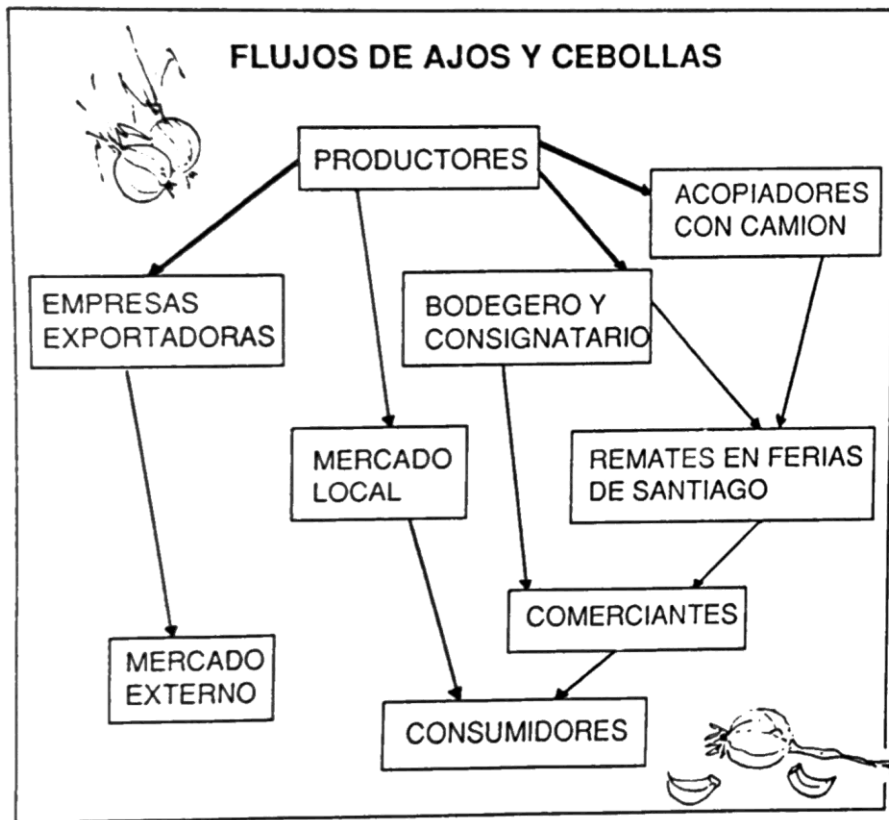 FLUJOS DE AJOS Y CEBOLLAS
PRODUCTORES
ACOPIADORES
CON CAMION
EMPRESAS
EXPORTADORAS
BODEGERO Y
CONSIGNATARIO
MERCADO
LOCAL
REMATES EN FERIAS
DE SANTIAGO
COMERCIANTES
MERCADO
EXTERNO
CONSUMIDORES